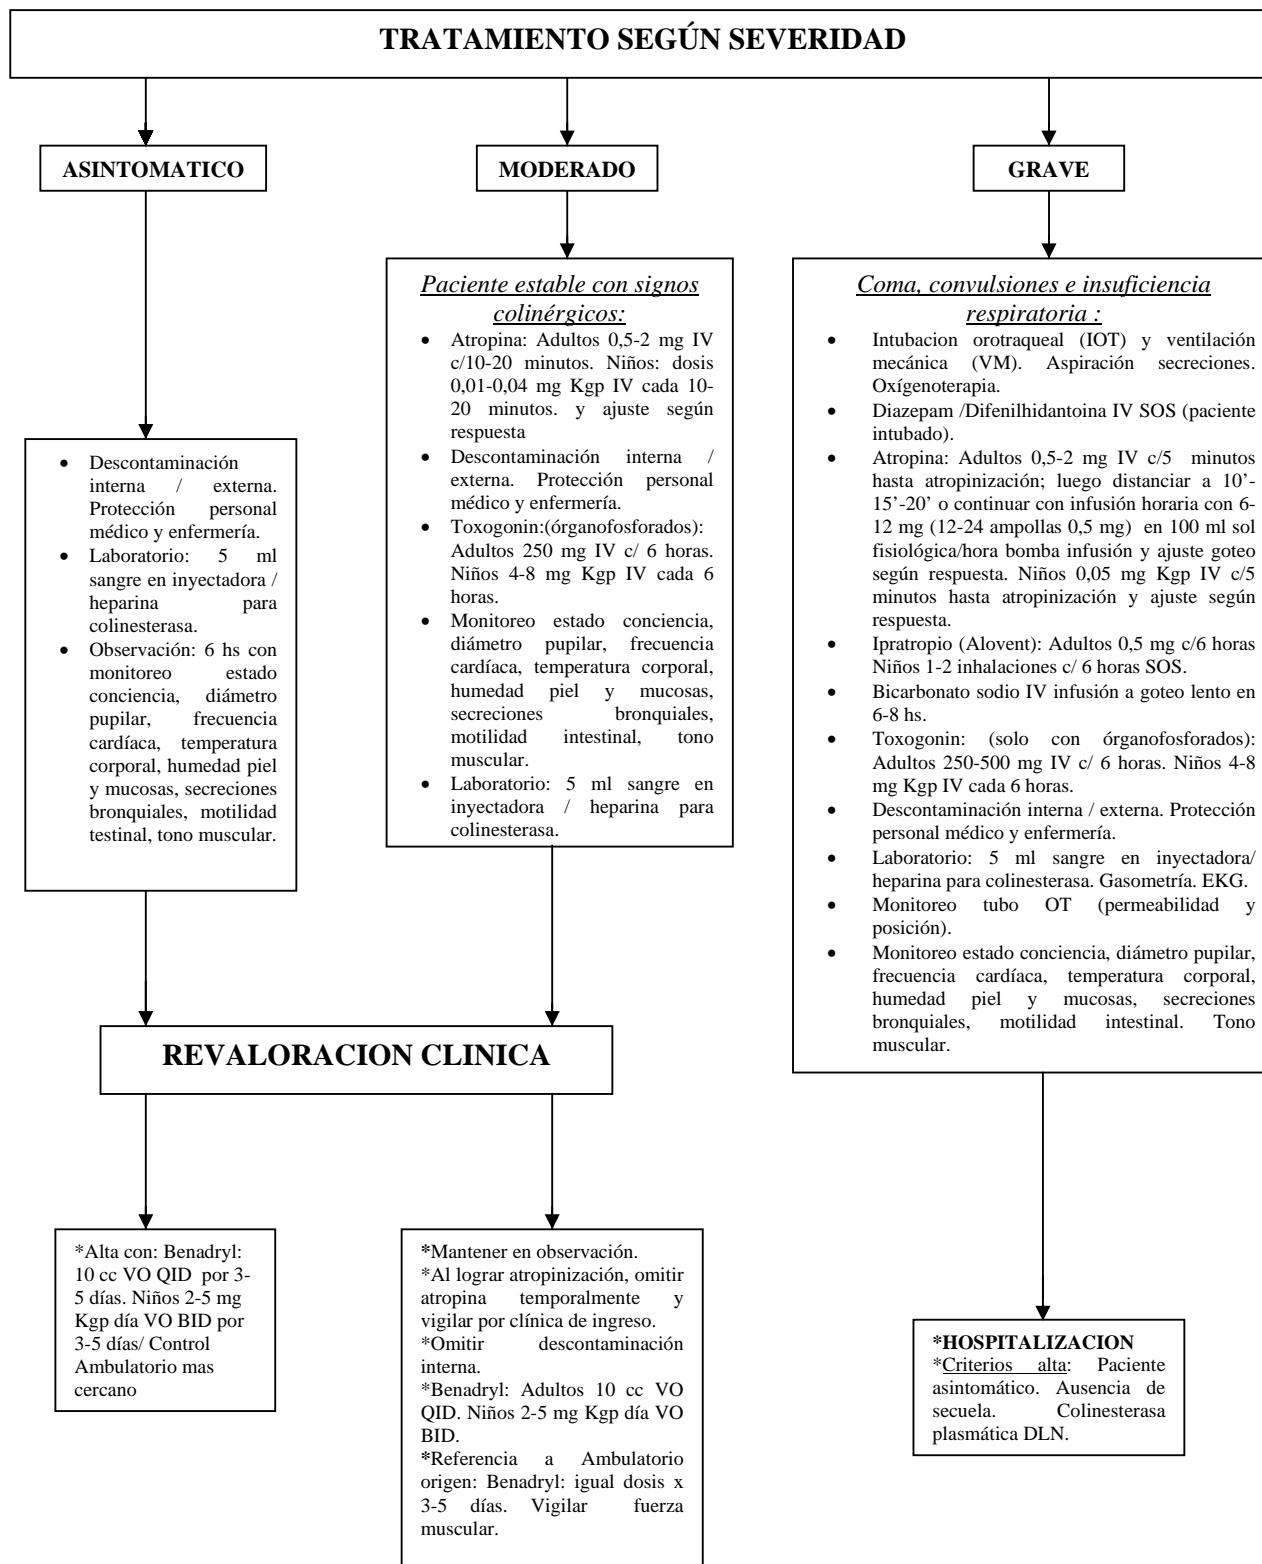 TRATAMIENTO SEGÚN SEVERIDAD
ASINTOMATICO
MODERADO
GRAVE
• Descontaminación
interna / externa.
Protección personal
médico y enfermería.
• Laboratorio: 5 ml
sangre en inyectadora /
heparina para
colinesterasa.
• Observación: 6 hs con
monitoreo estado
conciencia, diámetro
pupilar, frecuencia
cardíaca, temperatura
corporal, humedad piel
y mucosas, secreciones
bronquiales, motilidad
testinal, tono muscular.
Paciente estable con signos
colinérgicos:
• Atropina: Adultos 0,5-2 mg IV
c/10-20 minutos. Niños: dosis
0,01-0,04 mg Kgp IV cada 10-
20 minutos. y ajuste según
respuesta
• Descontaminación interna /
externa. Protección personal
médico y enfermería.
• Toxogonin:(órganofosforados):
Adultos 250 mg IV c/ 6 horas.
Niños 4-8 mg Kgp IV cada 6
horas.
• Monitoreo estado conciencia,
diámetro pupilar, frecuencia
cardíaca, temperatura corporal,
humedad piel y mucosas,
secreciones bronquiales,
motilidad intestinal, tono
muscular.
• Laboratorio: 5 ml sangre en
inyectadora / heparina para
colinesterasa.
Coma, convulsiones e insuficiencia
respiratoria :
• Intubacion orotraqueal (IOT) y ventilación
mecánica (VM). Aspiración secreciones.
Oxígenoterapia.
• Diazepam /Difenilhidantoina IV SOS (paciente
intubado).
• Atropina: Adultos 0,5-2 mg IV c/5 minutos
hasta atropinización; luego distanciar a 10’-
15’-20’ o continuar con infusión horaria con 6-
12 mg (12-24 ampollas 0,5 mg) en 100 ml sol
fisiológica/hora bomba infusión y ajuste goteo
según respuesta. Niños 0,05 mg Kgp IV c/5
minutos hasta atropinización y ajuste según
respuesta.
• Ipratropio (Alovent): Adultos 0,5 mg c/6 horas
Niños 1-2 inhalaciones c/ 6 horas SOS.
• Bicarbonato sodio IV infusión a goteo lento en
6-8 hs.
• Toxogonin: (solo con órganofosforados):
Adultos 250-500 mg IV c/ 6 horas. Niños 4-8
mg Kgp IV cada 6 horas.
• Descontaminación interna / externa. Protección
personal médico y enfermería.
• Laboratorio: 5 ml sangre en inyectadora/
heparina para colinesterasa. Gasometría. EKG.
• Monitoreo tubo OT (permeabilidad y
posición).
• Monitoreo estado conciencia, diámetro pupilar,
frecuencia cardíaca, temperatura corporal,
humedad piel y mucosas, secreciones
bronquiales, motilidad intestinal. Tono
muscular.
REVALORACION CLINICA
*Alta con: Benadryl:
10 cc VO QID por 3-
5 días. Niños 2-5 mg
Kgp día VO BID por
3-5 días/ Control
Ambulatorio mas
cercano
*Mantener en observación.
*Al lograr atropinización, omitir
atropina temporalmente y
vigilar por clínica de ingreso.
*Omitir descontaminación
interna.
*Benadryl: Adultos 10 cc VO
QID. Niños 2-5 mg Kgp día VO
BID.
*Referencia a Ambulatorio
origen: Benadryl: igual dosis x
3-5 días. Vigilar fuerza
muscular.
*HOSPITALIZACION
*Criterios alta: Paciente
asintomático. Ausencia de
secuela. Colinesterasa
plasmática DLN.